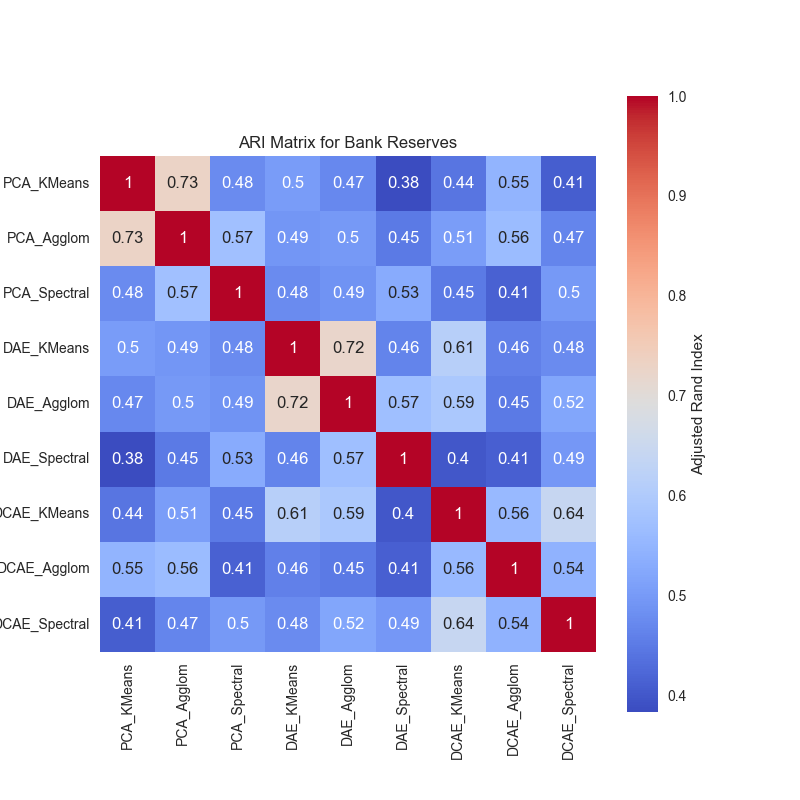 ARI Matrix for Bank Reserves
PCA_KMeans 1 0.73 0.48 0.5 0.47 0.38 0.44 0.55 0.41
PCA_Agglom 0.73 1 0.57 0.49 0.5 0.45 0.51 0.56 0.47
PCA_Spectral 0.48 0.57 1 0.48 0.49 0.53 0.45 0.41 0.5
DAE_KMeans 0.5 0.49 0.48 1 0.72 0.46 0.61 0.46 0.48
DAE_Agglom 0.47 0.5 0.49 0.72 1 0.57 0.59 0.45 0.52
DAE_Spectral 0.38 0.45 0.53 0.46 0.57 1 0.4 0.41 0.49
DCAE_KMeans 0.44 0.51 0.45 0.61 0.59 0.4 1 0.56 0.64
DCAE_Agglom 0.55 0.56 0.41 0.46 0.45 0.41 0.56 1 0.54
DCAE_Spectral 0.41 0.47 0.5 0.48 0.52 0.49 0.64 0.54 1
PCA_KMeans
PCA_Agglom
PCA_Spectral
DAE_KMeans
DAE_Agglom
DAE_Spectral
DCAE_KMeans
DCAE_Agglom
DCAE_Spectral
1.0
0.9
0.8
0.7
0.6
0.5
0.4
Adjusted Rand Index